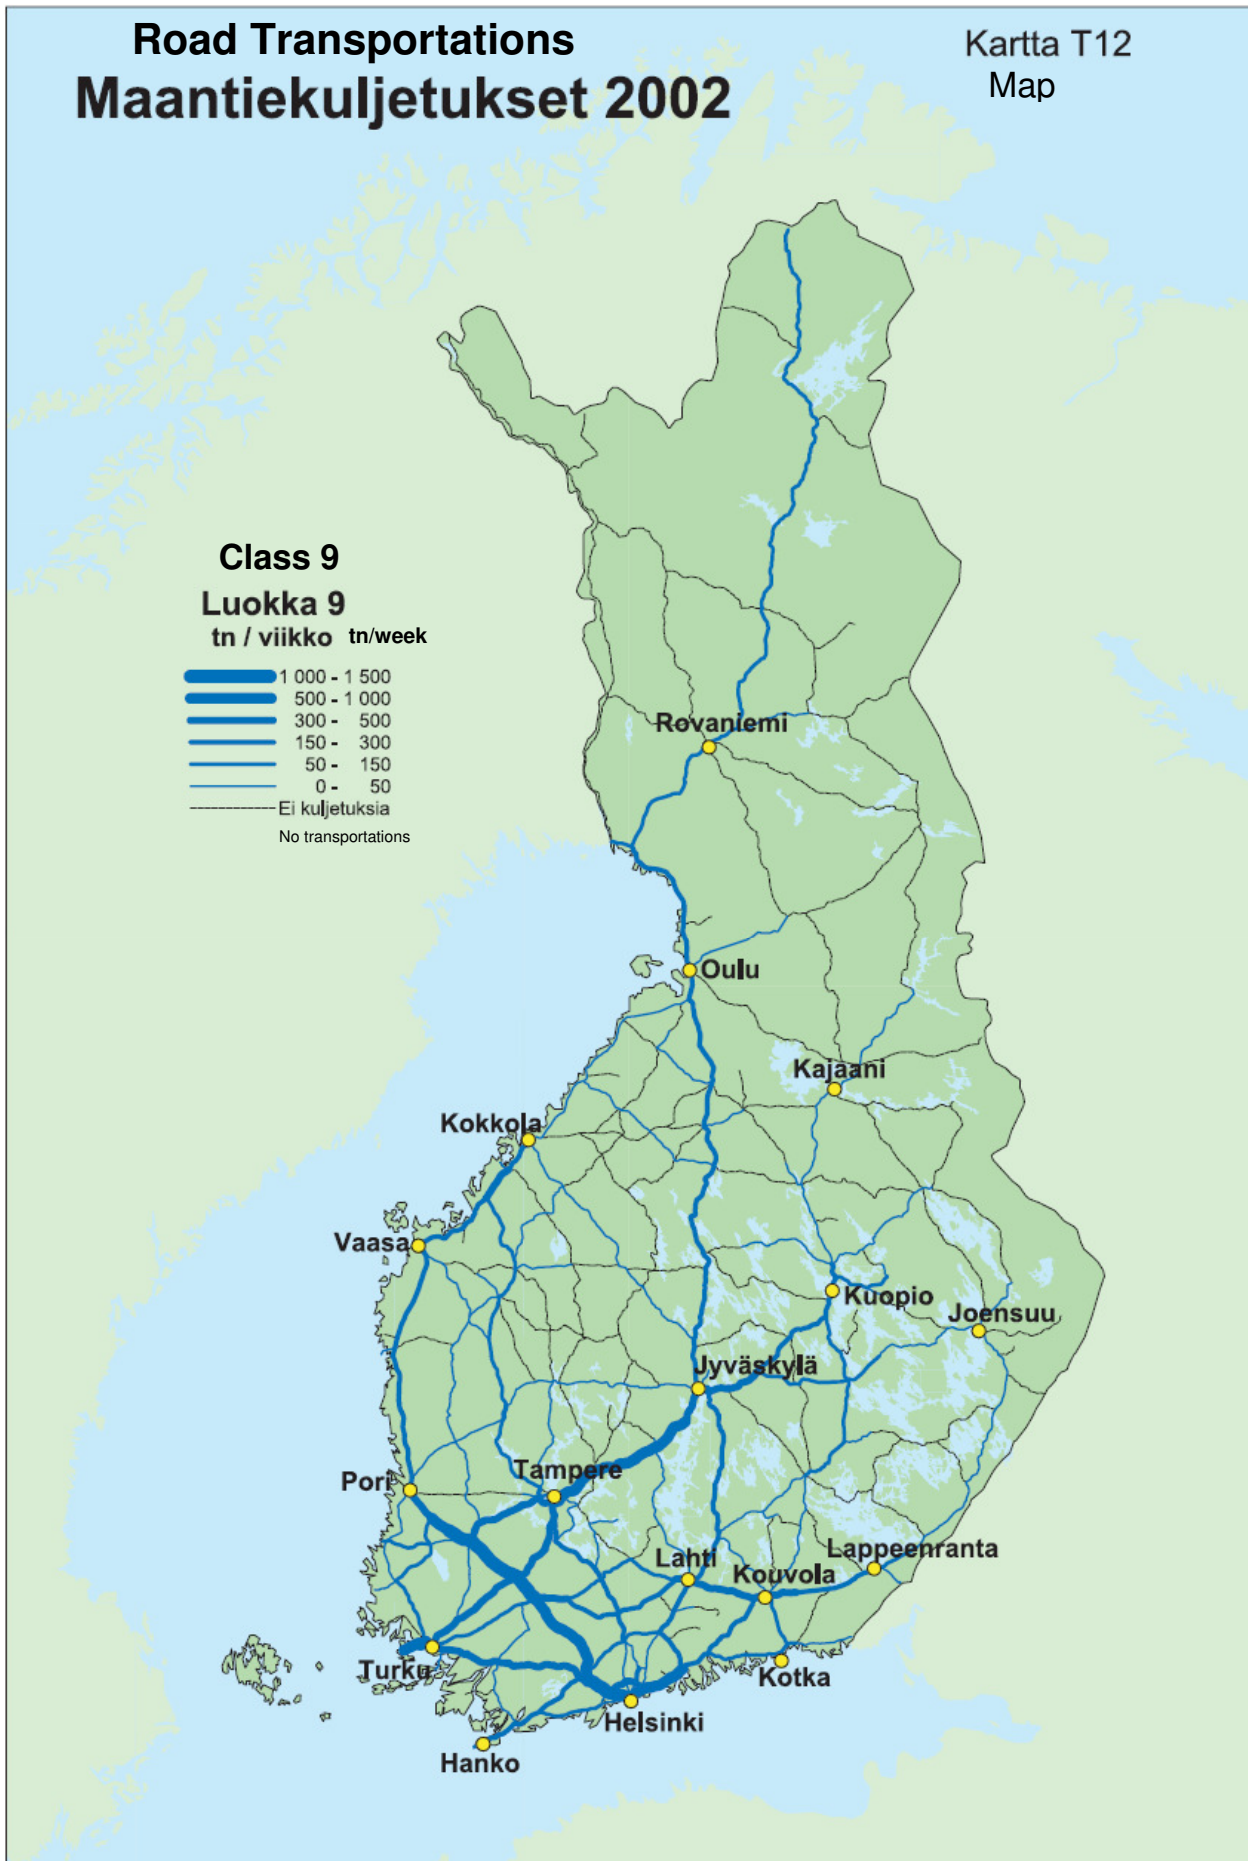 Road Transportations
Maantiekuljetukset 2002
Kartta T12
Map
Class 9
Luokka 9
tn / viikko tn/week
1 000 - 1 500
500 - 1 000
300 - 500
150 - 300
50 - 150
0 - 50
Ei kuljetuksia
No transportations
Rovaniemi
Oulu
Kajaani
Kokkola
Vaasa
Kuopio
Joensuu
Jyväskylä
Pori
Tampere
Lahti
Kouvola
Lappeenranta
Turku
Kotka
Helsinki
Hanko